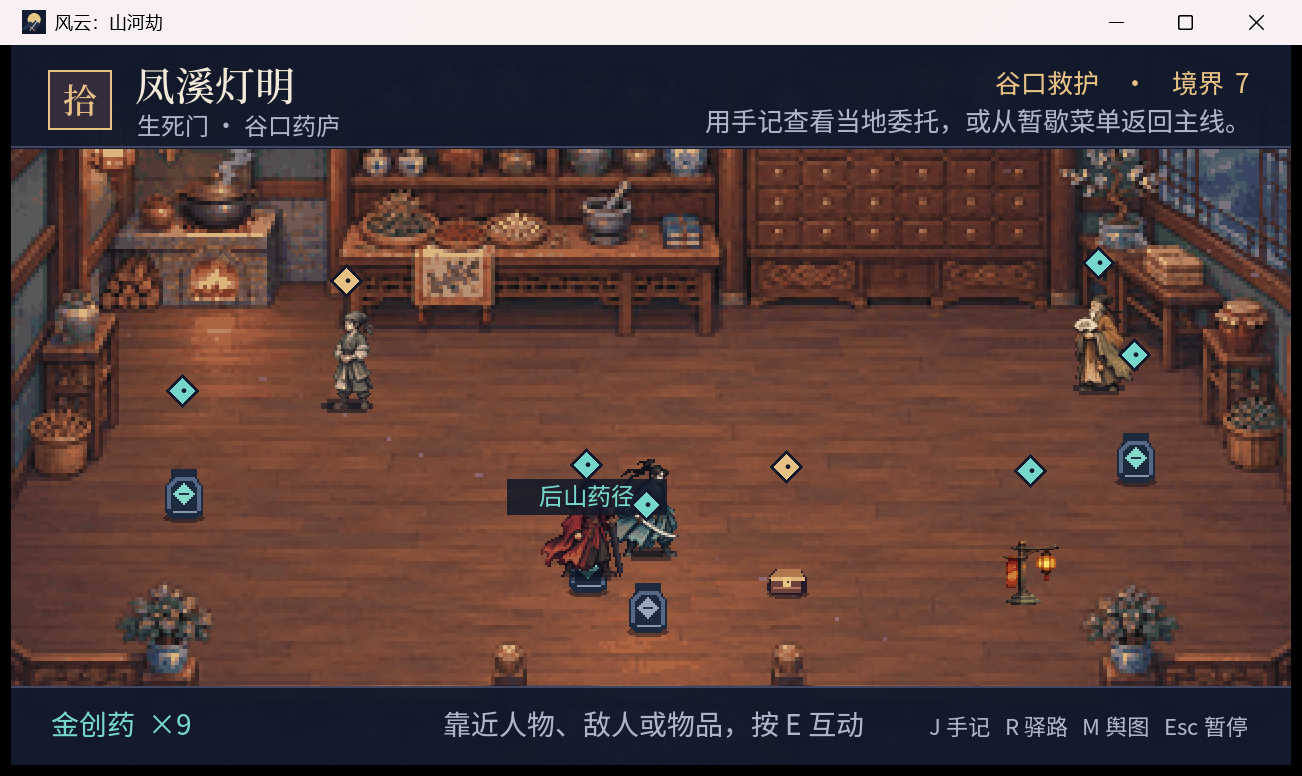 风云：山河劫
拾
凤溪灯明
生死门 · 谷口药庐
谷口救护 · 境界 7
用手记查看当地委托，或从暂歇菜单返回主线。
后山药径
金创药 ×9
靠近人物、敌人或物品，按 E 互动
J 手记 R 驿路 M 舆图 Esc 暂停